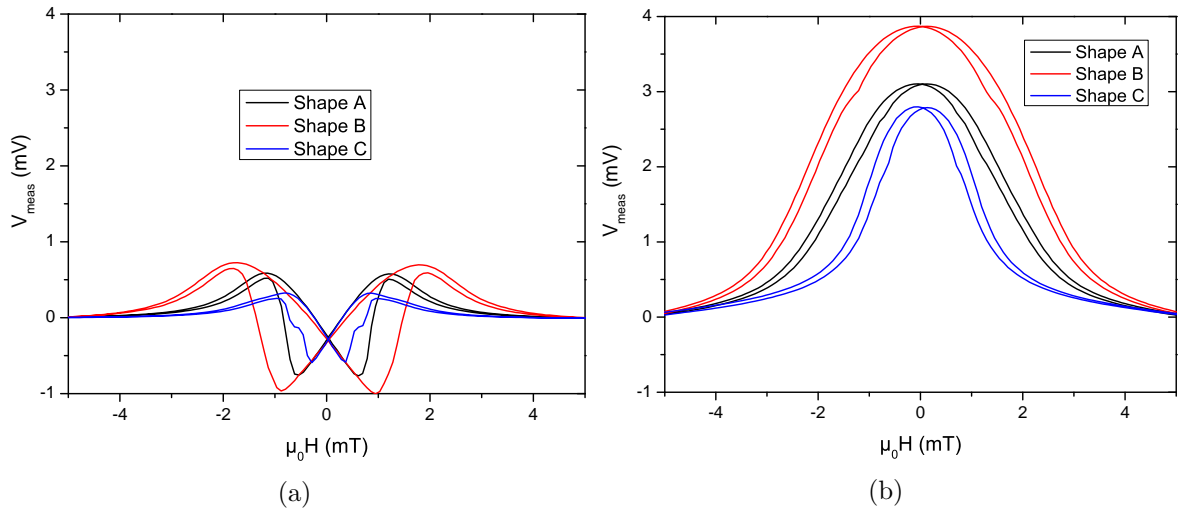 4
3
2
1
0
-1
V_meas (mV)
Shape A
Shape B
Shape C
-4
-2
0
2
4
μ₀H (mT)
(a)
4
3
2
1
0
-1
V_meas (mV)
Shape A
Shape B
Shape C
-4
-2
0
2
4
μ₀H (mT)
(b)